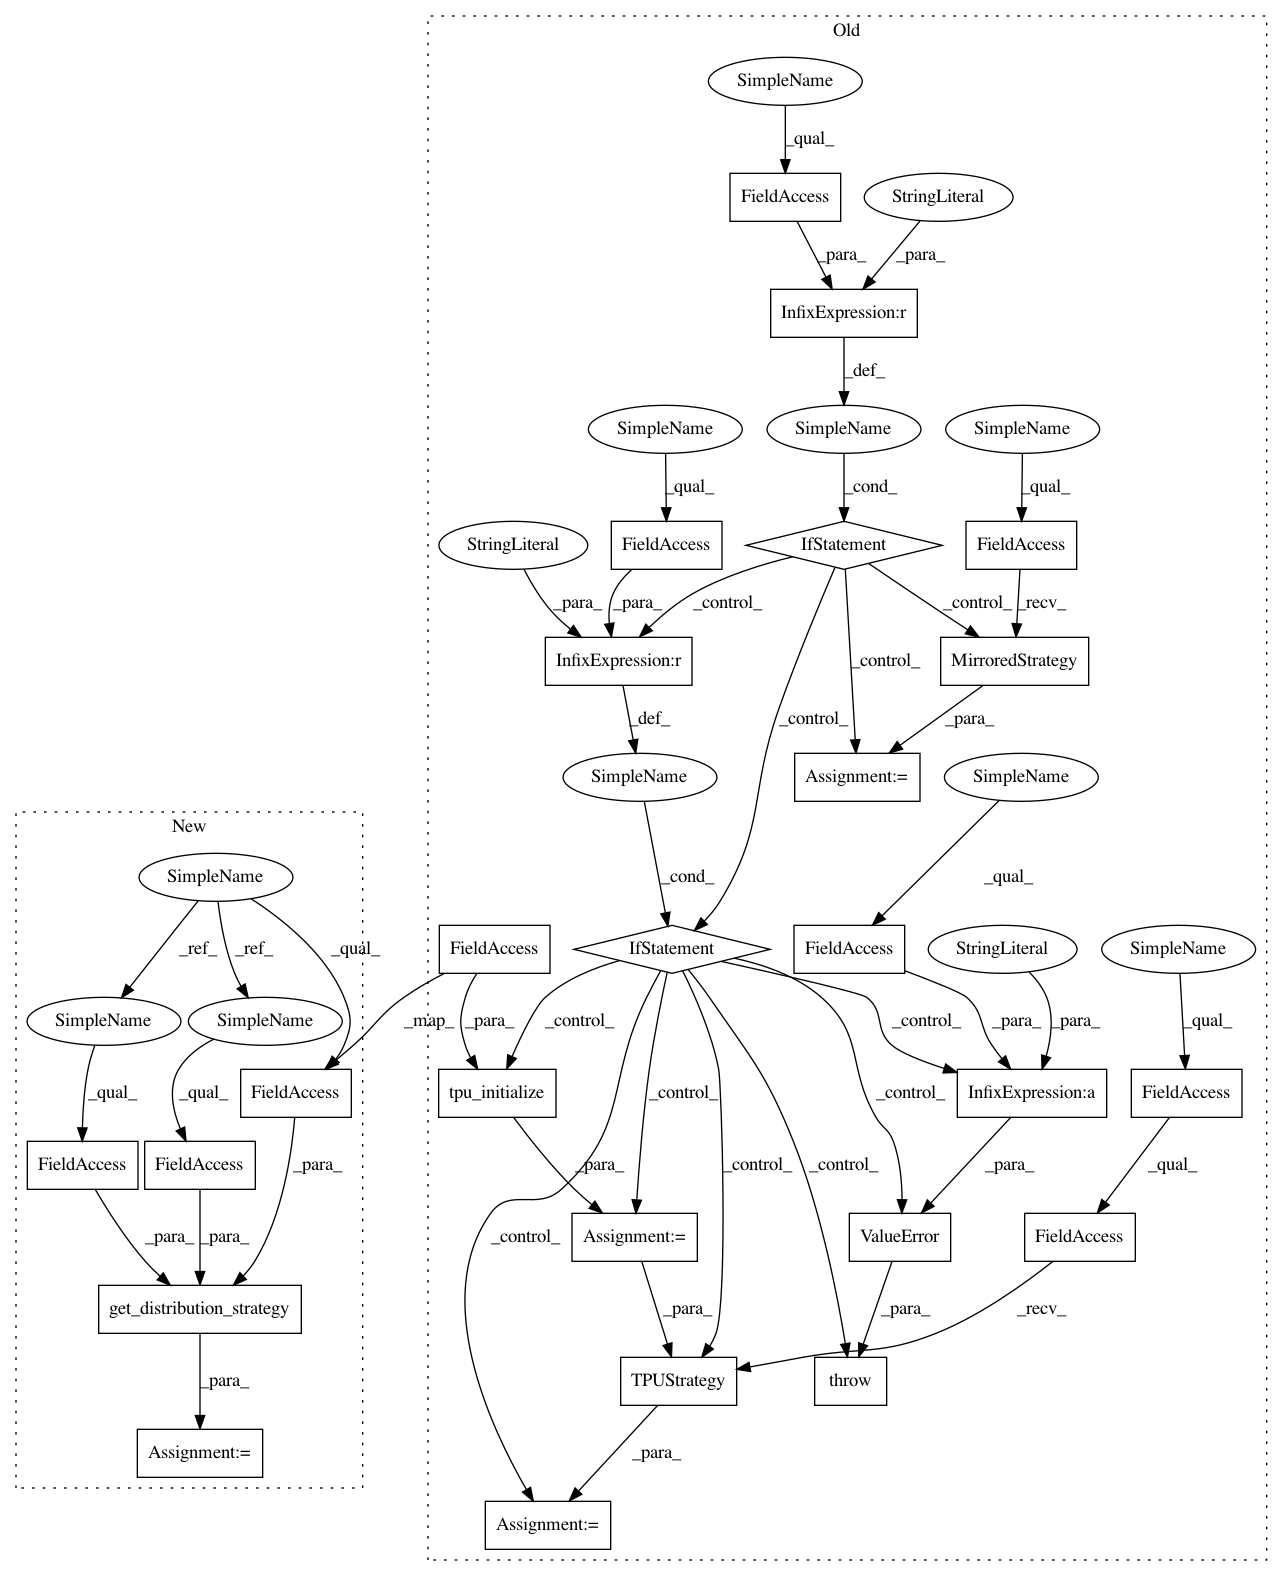 Old
SimpleName
_qual_
FieldAccess
StringLiteral
_para_
_para_
InfixExpression:r
_def_
SimpleName
SimpleName
SimpleName
_qual_
_cond_
_qual_
StringLiteral
FieldAccess
IfStatement
FieldAccess
_para_
_para_
_control_
_control_
_recv_
InfixExpression:r
_control_
MirroredStrategy
_def_
_control_
_para_
SimpleName
Assignment:=
SimpleName
New
SimpleName
_cond_
_qual_
_ref_
_ref_
_qual_
FieldAccess
IfStatement
FieldAccess
StringLiteral
SimpleName
SimpleName
SimpleName
_map_
_para_
_control_
_control_
_para_
_para_
_qual_
_qual_
_qual_
FieldAccess
tpu_initialize
_control_
_control_
InfixExpression:a
FieldAccess
FieldAccess
FieldAccess
_para_
_para_
_control_
_control_
_para_
_qual_
_para_
_para_
_control_
Assignment:=
ValueError
FieldAccess
get_distribution_strategy
_para_
_para_
_recv_
_para_
TPUStrategy
throw
Assignment:=
_para_
Assignment:=